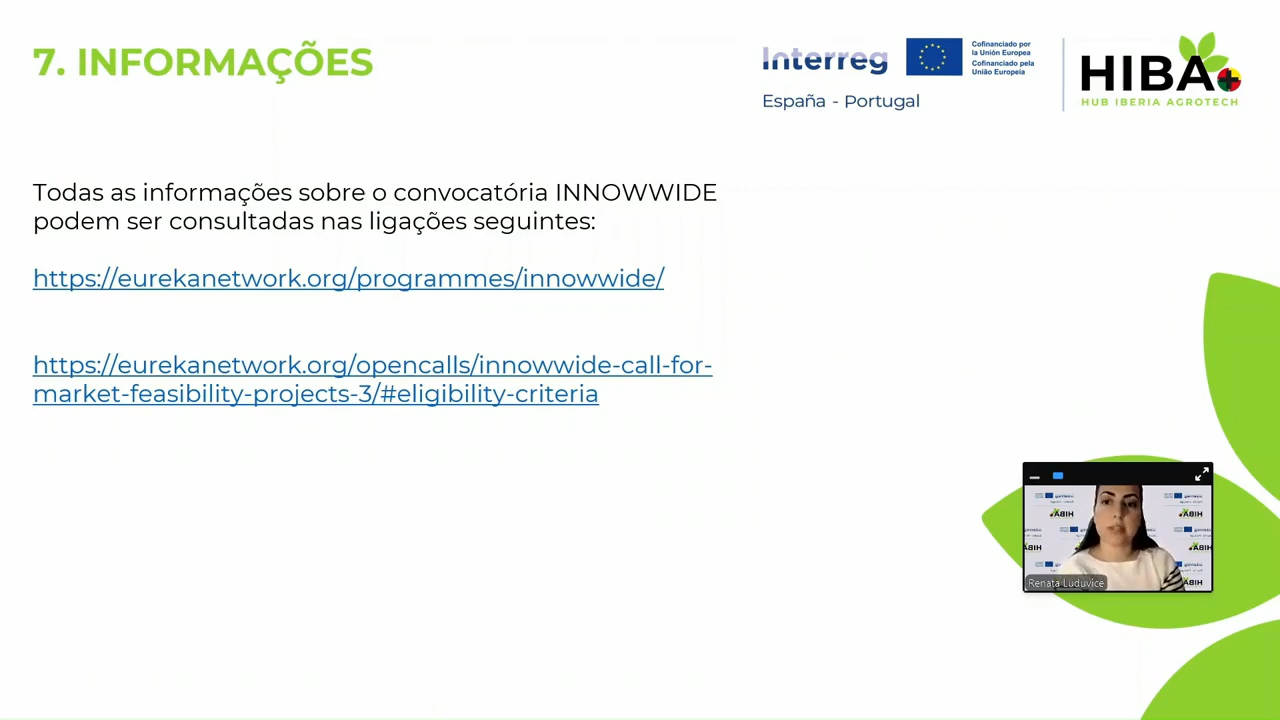 7. INFORMAÇÕES
Interreg
Cofinanciado por
la Unión Europea
Cofinanciado pela
União Europeia
España - Portugal
HIBA
HUB IBERIA AGROTECH
Todas as informações sobre o convocatória INNOWWIDE
podem ser consultadas nas ligações seguintes:
https://eurekanetwork.org/programmes/innowwide/
https://eurekanetwork.org/opencalls/innowwide-call-for-
market-feasibility-projects-3/#eligibility-criteria
Renata Luduvice